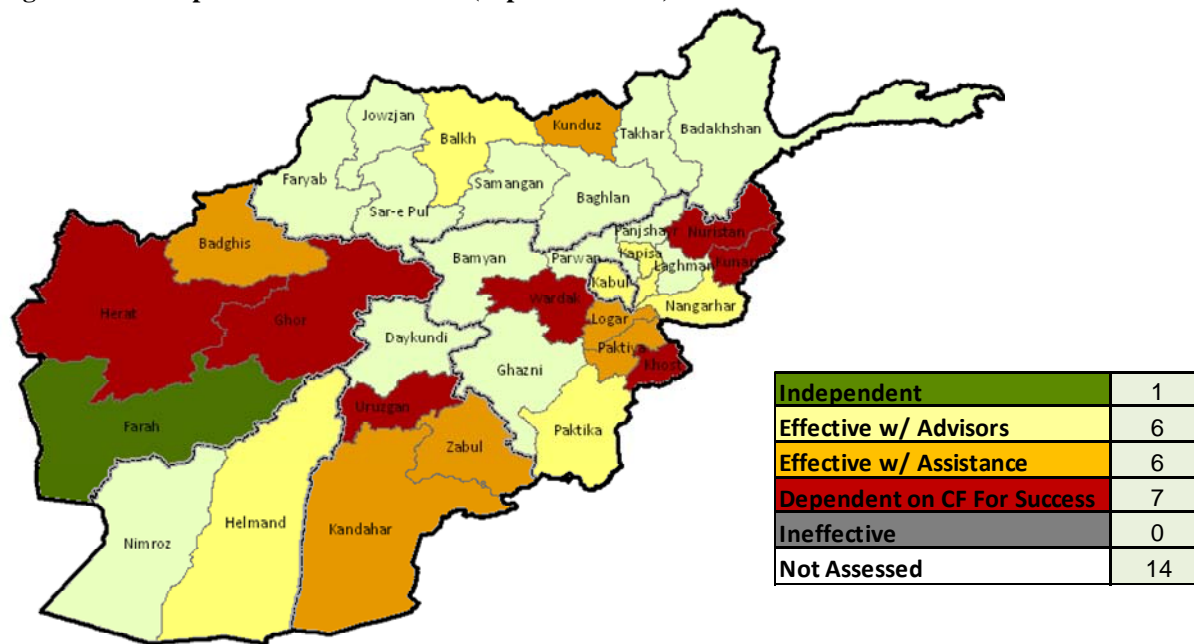 Jowzjan
Balkh
Kunduz
Takhar
Badakhshan
Faryab
Samangan
Baghlan
Sar-e Pul
Badghis
Panjshayr
Nuristan
Bamyan
Parwan
Kapisa
Laghman
Kunar
Kabul
Herat
Ghor
Wardak
Nangarhar
Logar
Daykundi
Paktiya
Ghazni
Khost
Uruzgan
Farah
Zabul
Paktika
Helmand
Kandahar
Nimroz
Independent 1
Effective w/ Advisors 6
Effective w/ Assistance 6
Dependent on CF For Success 7
Ineffective 0
Not Assessed 14